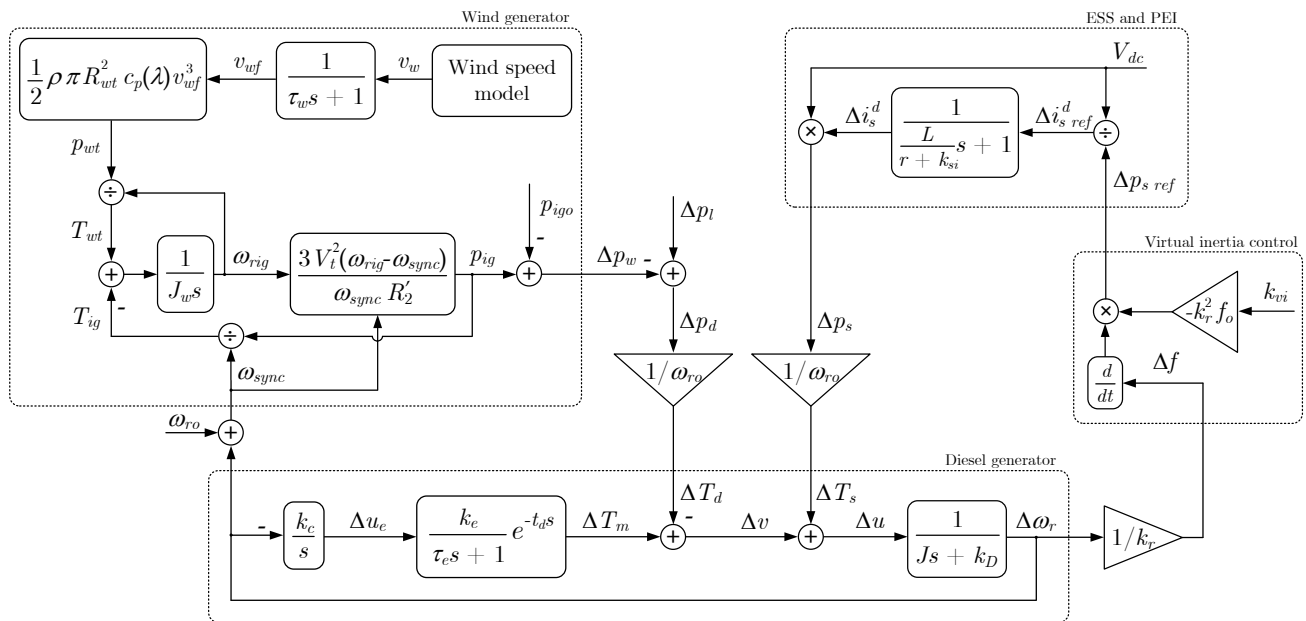 Wind generator
ESS and PEI
1/2 ρ π R_wt^2 c_p(λ) v_wf^3
v_wf
1/(τ_w s + 1)
v_w
Wind speed
model
V_dc
Δi_s^d
1/(L/(r + k_si) s + 1)
Δi_s ref^d
×
÷
p_wt
Δp_s ref
÷
p_igo
Δp_l
T_wt
-
Virtual inertia control
+
1/(J_w s)
ω_rig
3 V_t^2(ω_rig-ω_sync)/(ω_sync R_2′)
p_ig
+
Δp_w
-
+
-
T_ig
÷
Δp_d
Δp_s
×
-k_r^2 f_o
k_vi
ω_sync
1/ω_ro
1/ω_ro
d/dt
Δf
ω_ro
+
Diesel generator
ΔT_d
ΔT_s
-
k_c/s
Δu_e
k_e/(τ_e s + 1) e^(-t_d s)
ΔT_m
-
+
Δv
+
Δu
1/(Js + k_D)
Δω_r
1/k_r